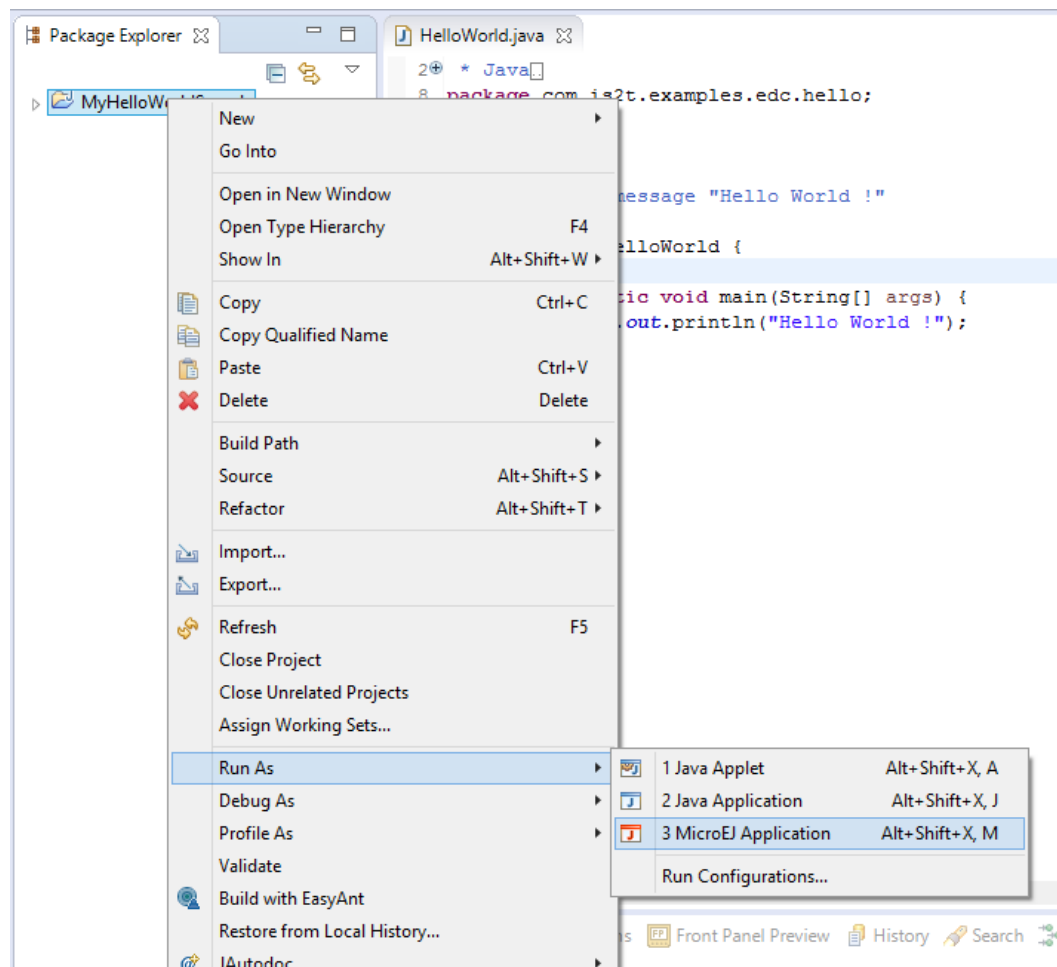 Package Explorer
HelloWorld.java
2 * Java
MyHelloWo
8 package com.is2t.examples.edc.hello;
message "Hello World !"
elloWorld {
tic void main(String[] args) {
.out.println("Hello World !");
New
Go Into
Open in New Window
Open Type Hierarchy F4
Show In Alt+Shift+W
Copy Ctrl+C
Copy Qualified Name
Paste Ctrl+V
Delete Delete
Build Path
Source Alt+Shift+S
Refactor Alt+Shift+T
Import...
Export...
Refresh F5
Close Project
Close Unrelated Projects
Assign Working Sets...
Run As
Debug As
Profile As
Validate
Build with EasyAnt
Restore from Local History...
JAutodoc
1 Java Applet Alt+Shift+X, A
2 Java Application Alt+Shift+X, J
3 MicroEJ Application Alt+Shift+X, M
Run Configurations...
ns FP Front Panel Preview History Search